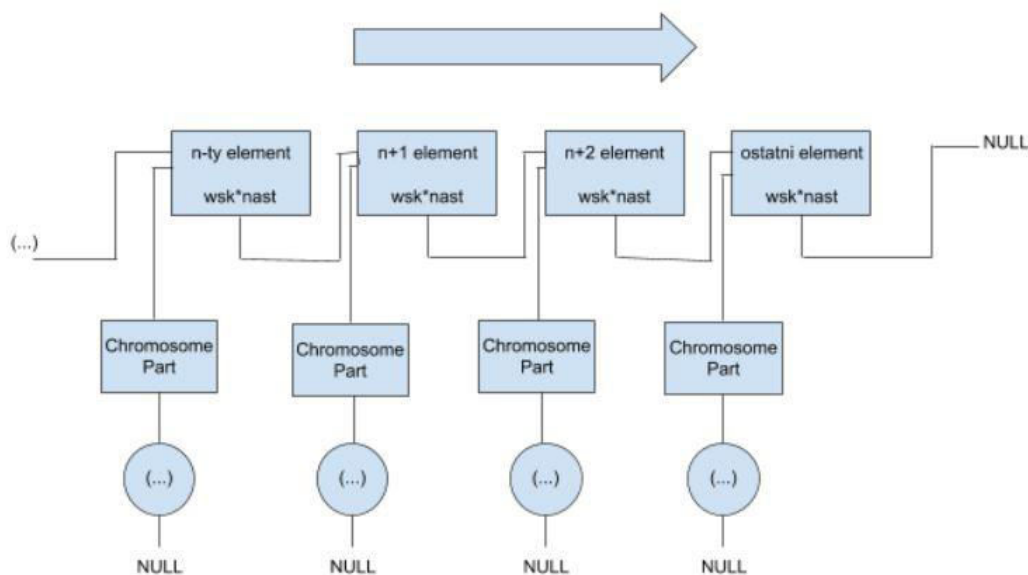 n-ty element
wsk*nast
n+1 element
wsk*nast
n+2 element
wsk*nast
ostatni element
wsk*nast
NULL
(...)
Chromosome
Part
Chromosome
Part
Chromosome
Part
Chromosome
Part
(...)
(...)
(...)
(...)
NULL
NULL
NULL
NULL